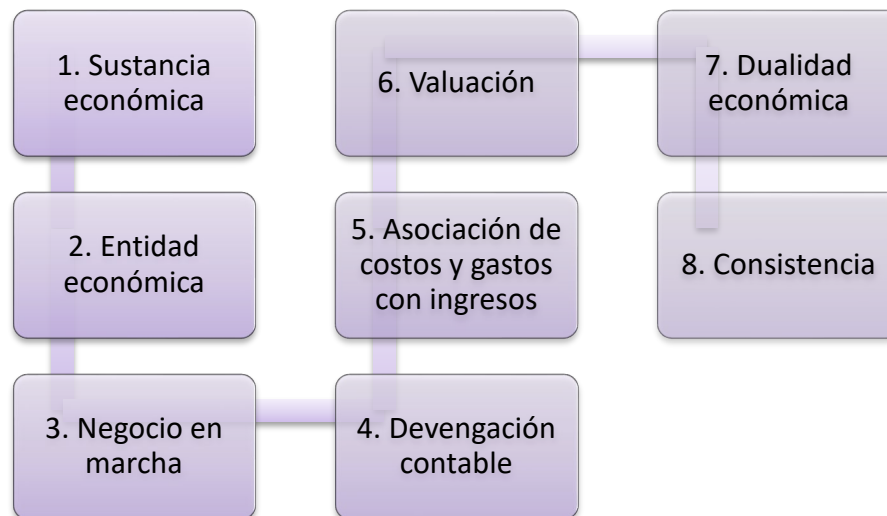 1. Sustancia
económica
2. Entidad
económica
3. Negocio en
marcha
4. Devengación
contable
5. Asociación de
costos y gastos
con ingresos
6. Valuación
7. Dualidad
económica
8. Consistencia